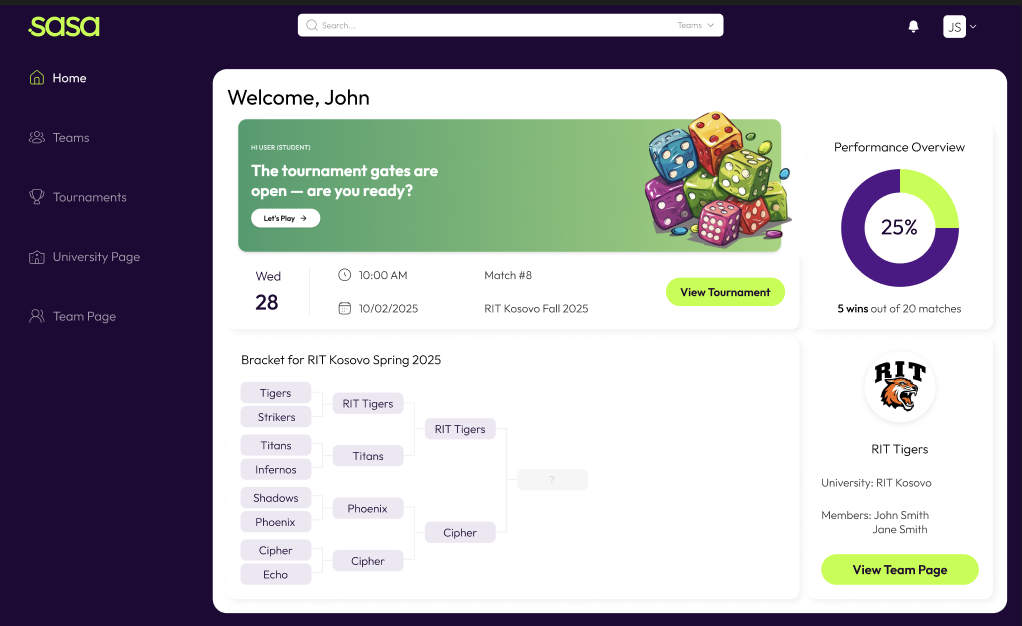 sasa
Search...
Teams
JS
Home
Teams
Tournaments
University Page
Team Page
Welcome, John
HI USER (STUDENT)
The tournament gates are
open — are you ready?
Let's Play
Wed
28
10:00 AM
10/02/2025
Match #8
RIT Kosovo Fall 2025
View Tournament
Performance Overview
25%
5 wins out of 20 matches
Bracket for RIT Kosovo Spring 2025
Tigers
Strikers
Titans
Infernos
Shadows
Phoenix
Cipher
Echo
RIT Tigers
Titans
Phoenix
Cipher
RIT Tigers
Cipher
?
RIT
RIT Tigers
University: RIT Kosovo
Members: John Smith
Jane Smith
View Team Page